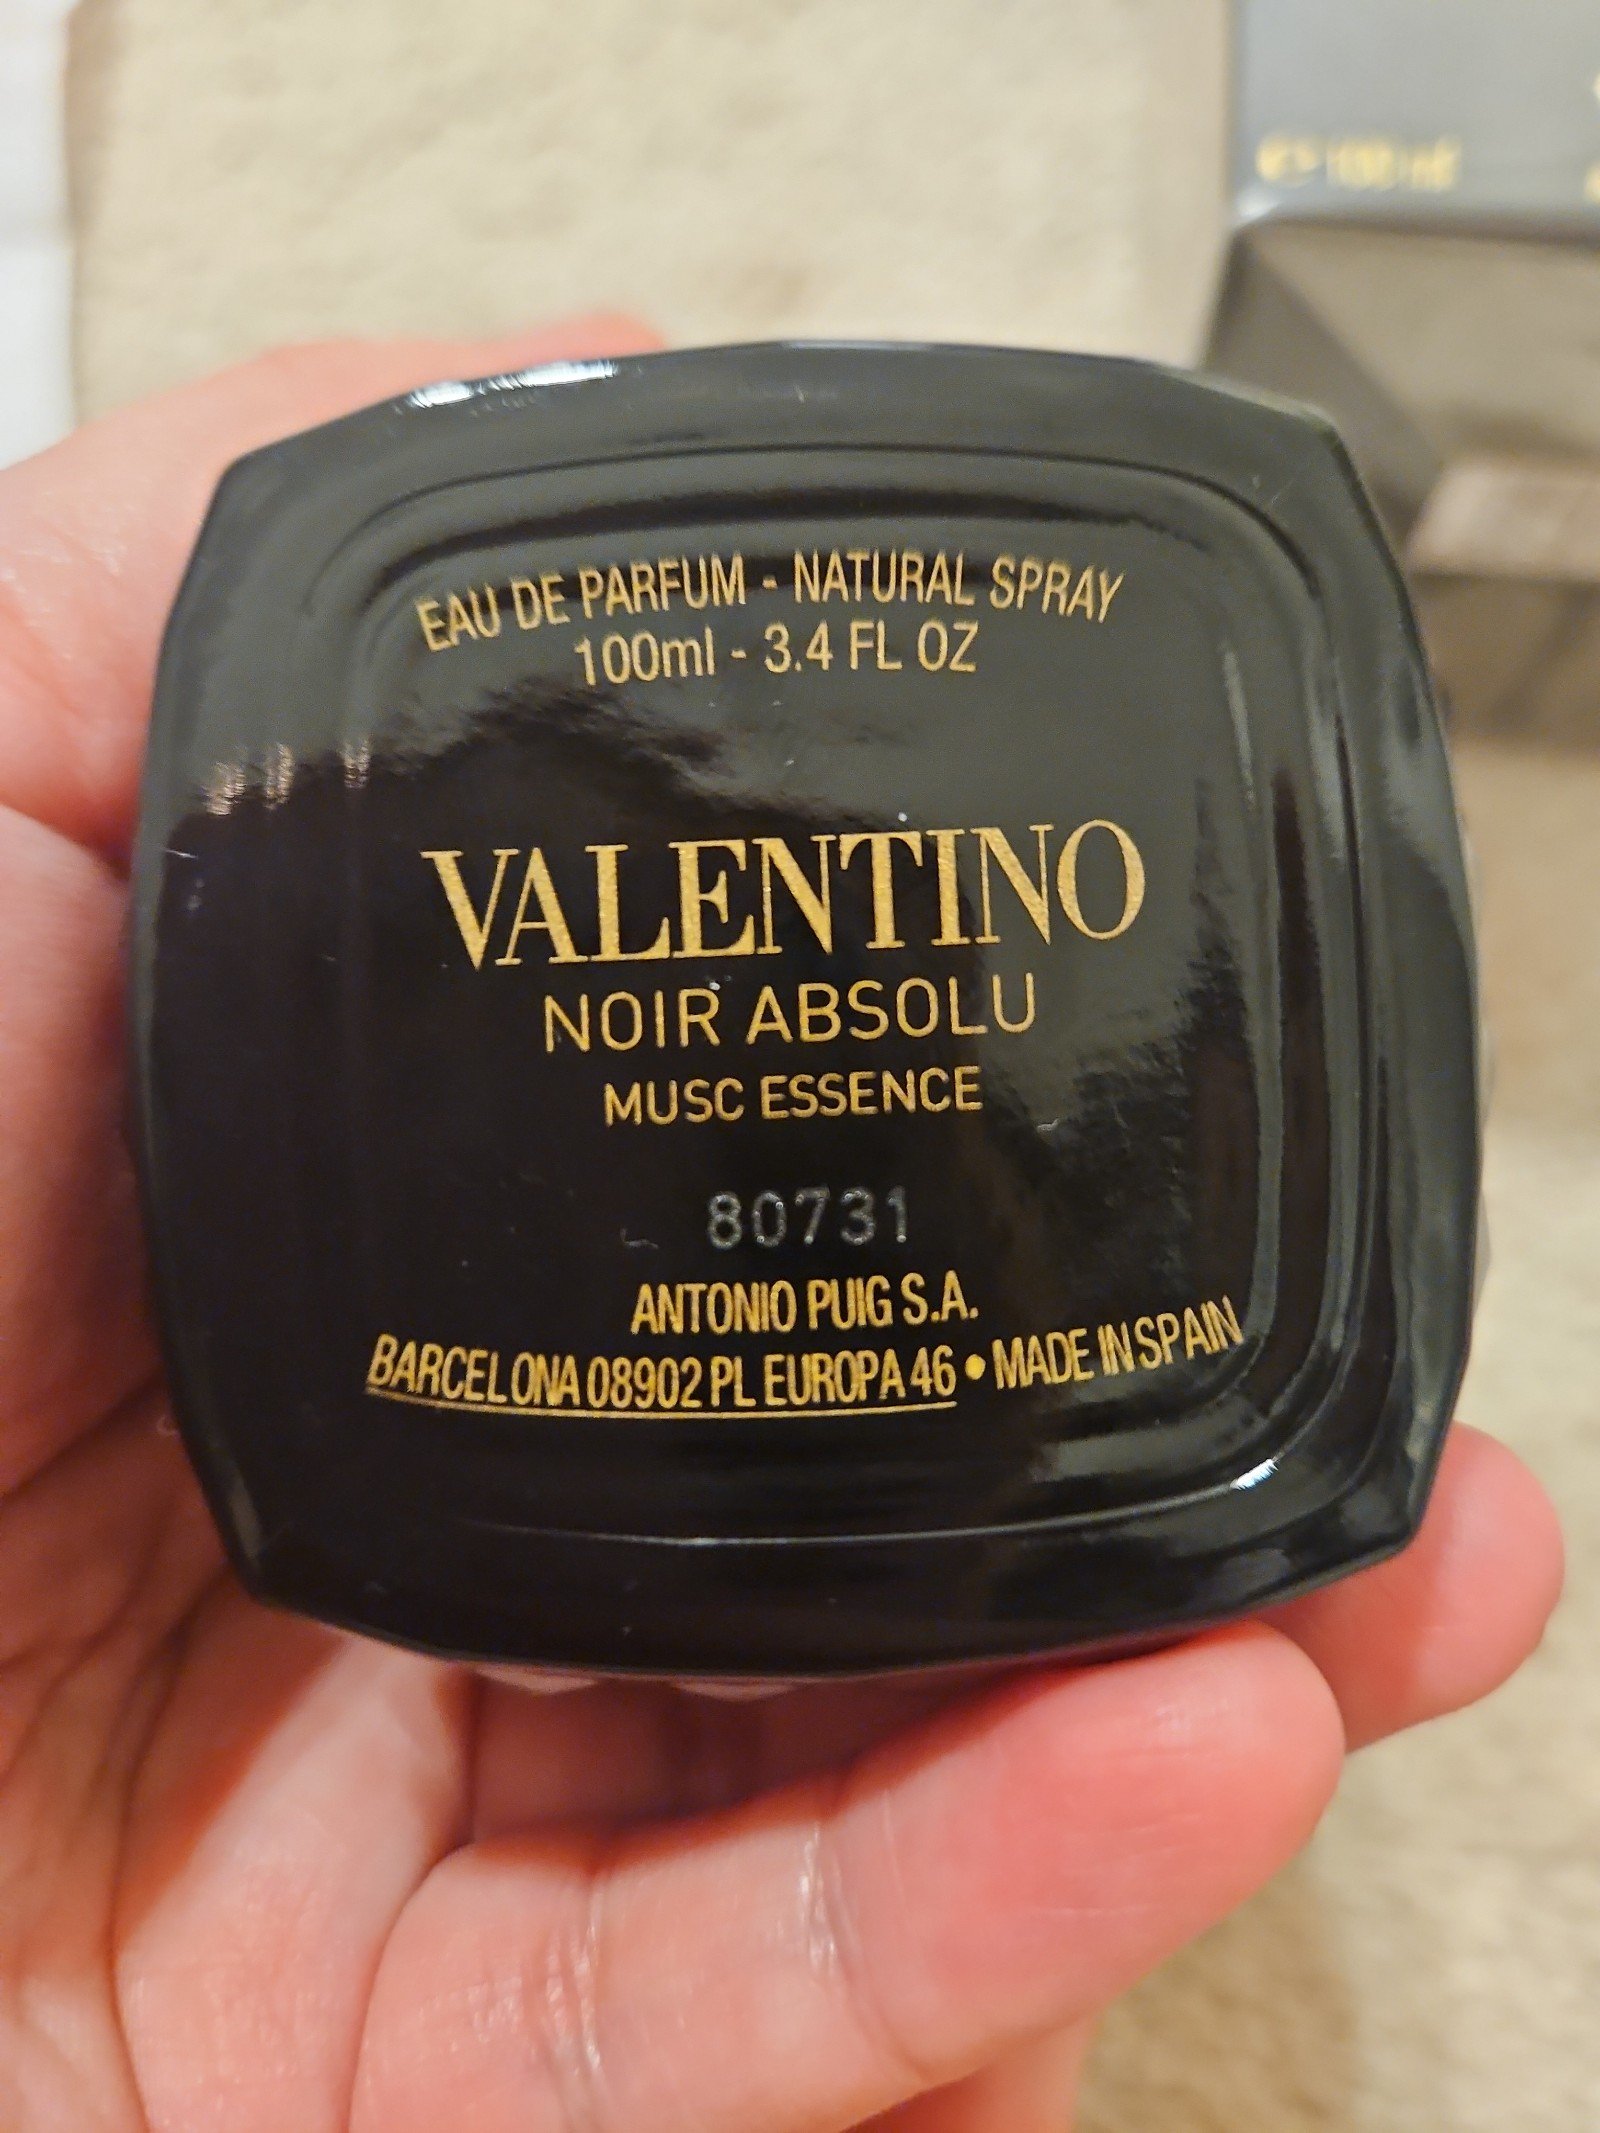 EAU DE PARFUM - NATURAL SPRAY
100ml - 3.4 FL OZ
VALENTINO
NOIR ABSOLU
MUSC ESSENCE
80731
ANTONIO PUIG S.A.
BARCELONA 08902 PL EUROPA 46 • MADE IN SPAIN